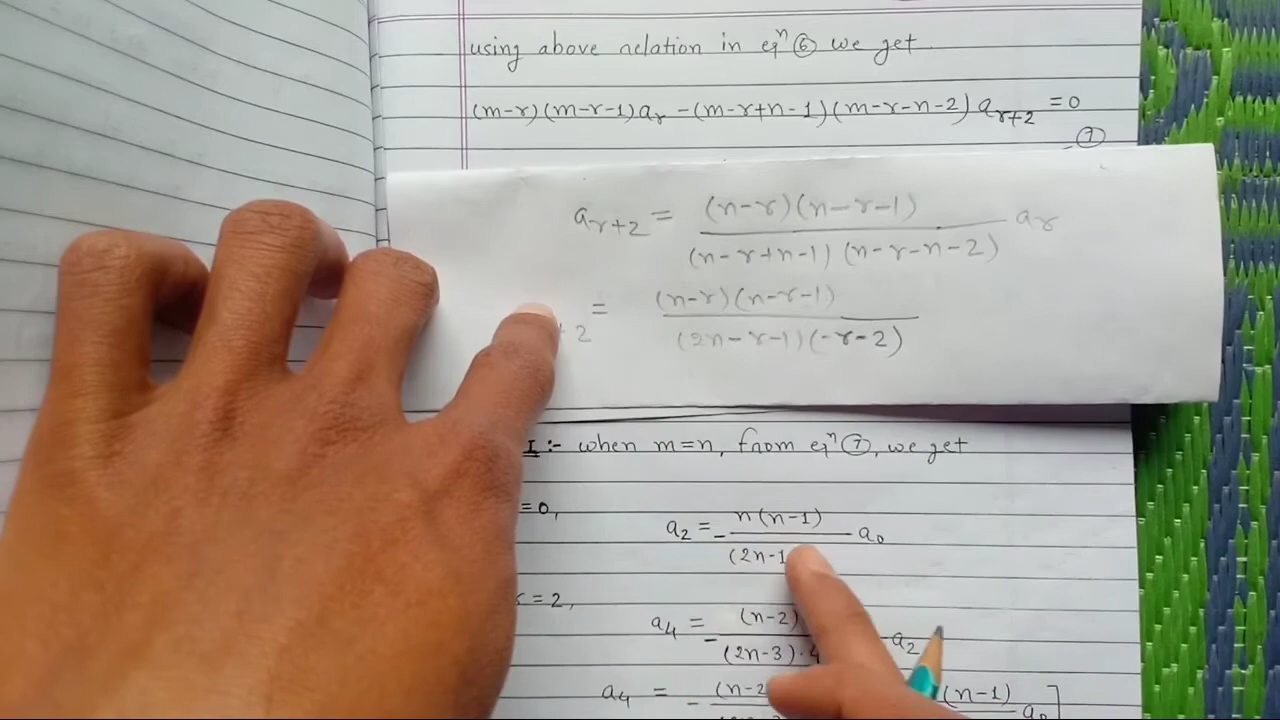 using above relation in eqⁿ ⑥ we get
(m-r)(m-r-1)aᵣ -(m-r+n-1)(m-r-n-2)aᵣ₊₂ =0
⑦
aᵣ₊₂ = (n-r)(n-r-1) / (n-r+n-1)(n-r-n-2) aᵣ
+2 = (n-r)(n-r-1) / (2n-r-1)(-r-2)
I :- when m=n, from eqⁿ ⑦, we get
=0,
a₂ = - n(n-1) / (2n-1 a₀
r = 2,
a₄ = - (n-2) / (2n-3)·4 a₂
a₄ = - (n-2 (n-1) a₀ ]